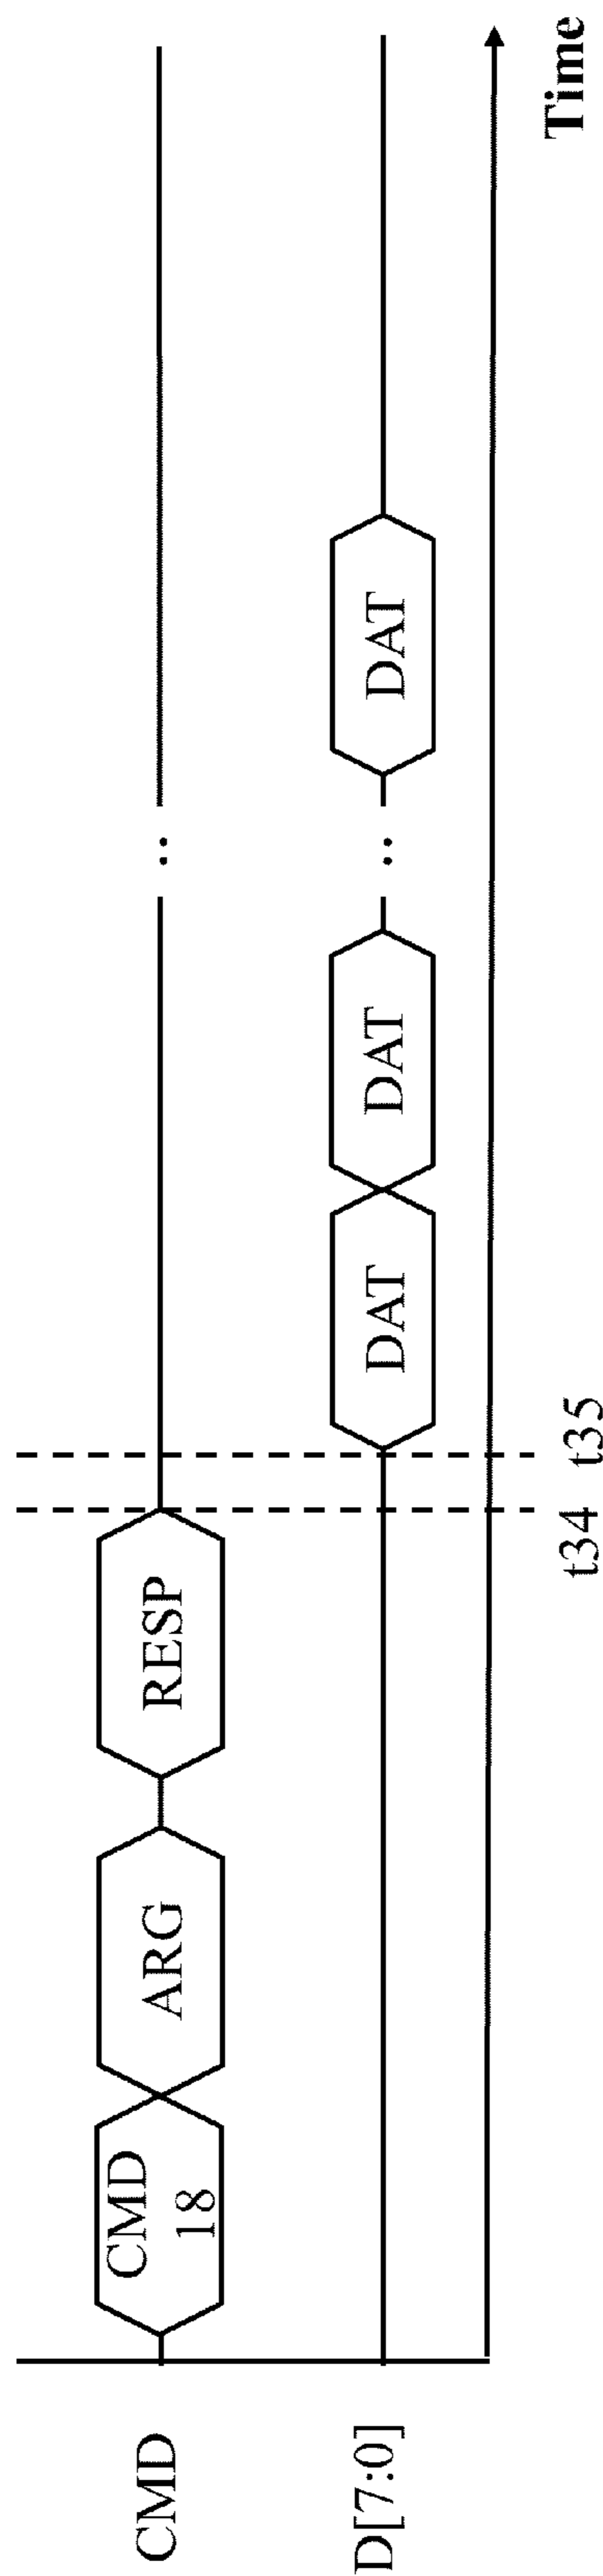 CMD
CMD
18
ARG
RESP
..
D[7:0]
DAT
DAT
..
DAT
t34
t35
Time